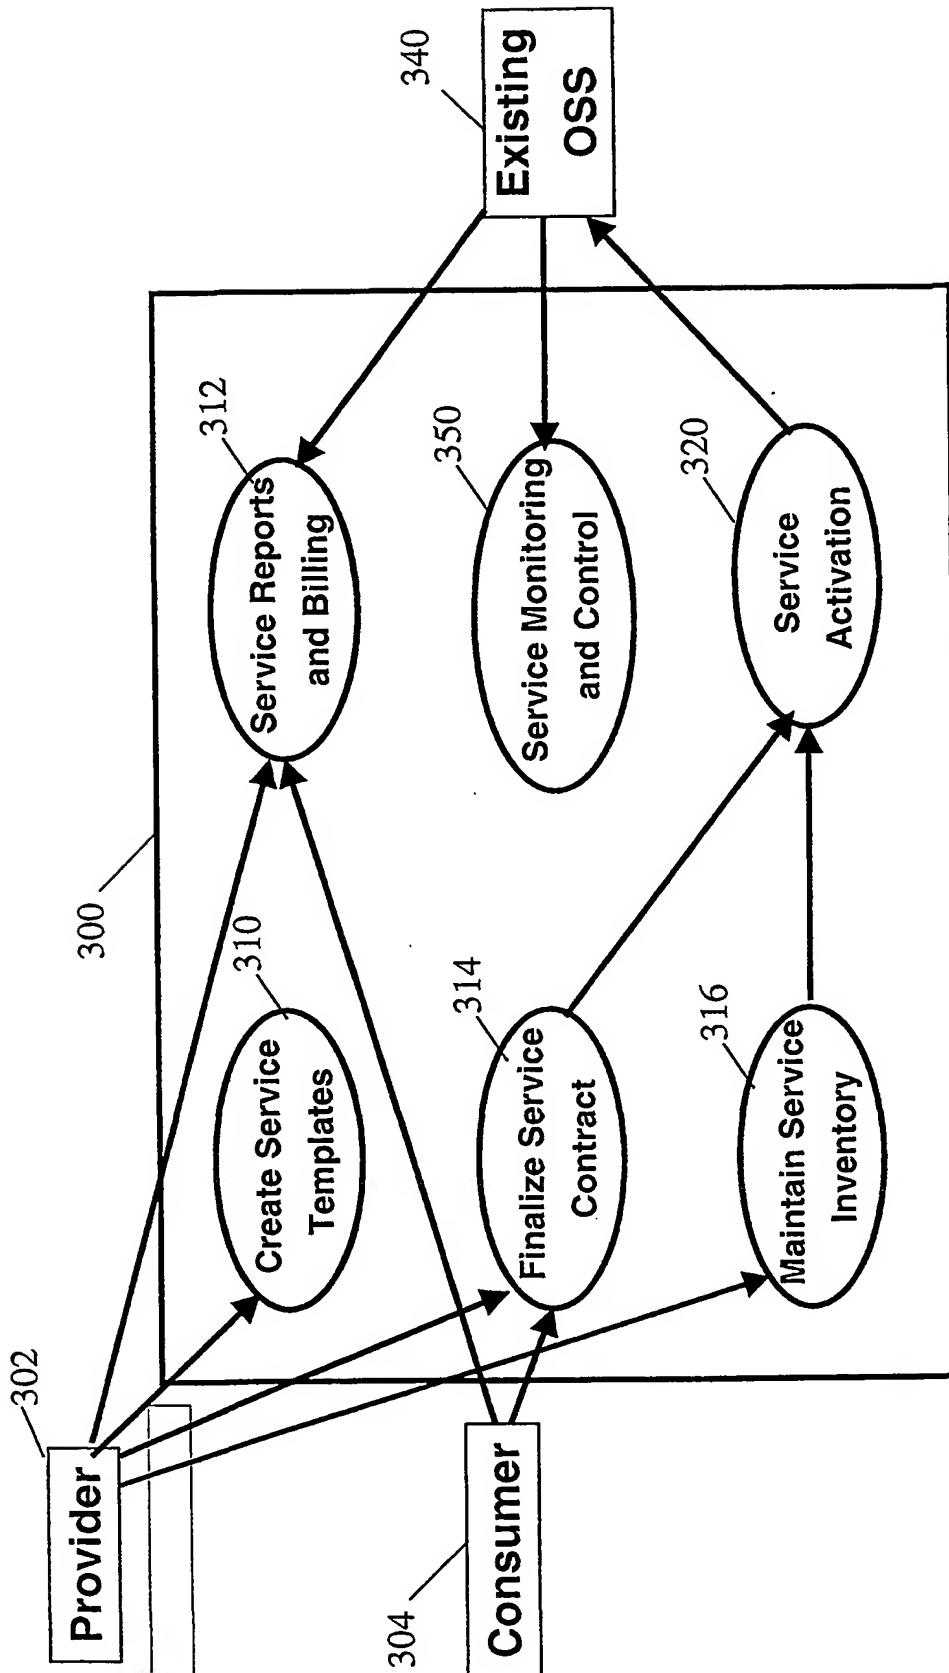 302
Provider
304
Consumer
300
310
Create Service
Templates
314
Finalize Service
Contract
316
Maintain Service
Inventory
312
Service Reports
and Billing
350
Service Monitoring
and Control
320
Service
Activation
340
Existing
OSS